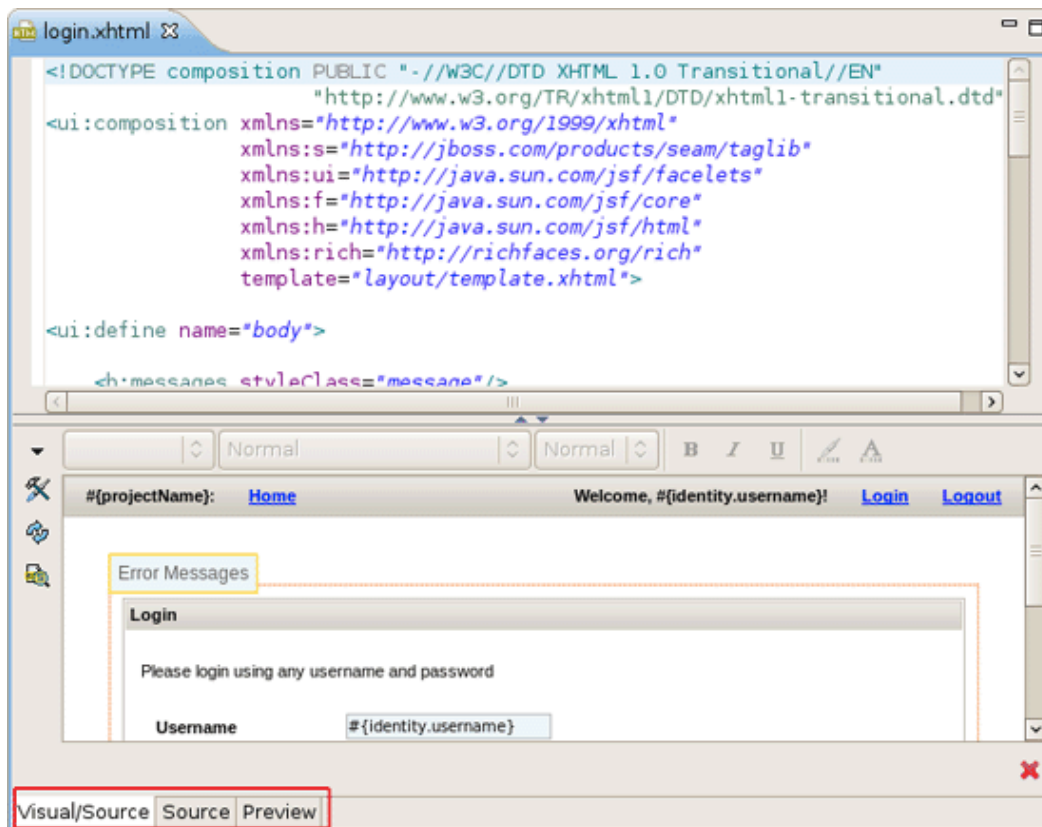 login.xhtml
<!DOCTYPE composition PUBLIC "-//W3C//DTD XHTML 1.0 Transitional//EN"
"http://www.w3.org/TR/xhtml1/DTD/xhtml1-transitional.dtd"
<ui:composition xmlns="http://www.w3.org/1999/xhtml"
xmlns:s="http://jboss.com/products/seam/taglib"
xmlns:ui="http://java.sun.com/jsf/facelets"
xmlns:f="http://java.sun.com/jsf/core"
xmlns:h="http://java.sun.com/jsf/html"
xmlns:rich="http://richfaces.org/rich"
template="layout/template.xhtml">
<ui:define name="body">
<h:messages styleClass="message"/>
Normal Normal B I U A
#{projectName}: Home Welcome, #{identity.username}! Login Logout
Error Messages
Login
Please login using any username and password
Username #{identity.username}
Visual/Source Source Preview